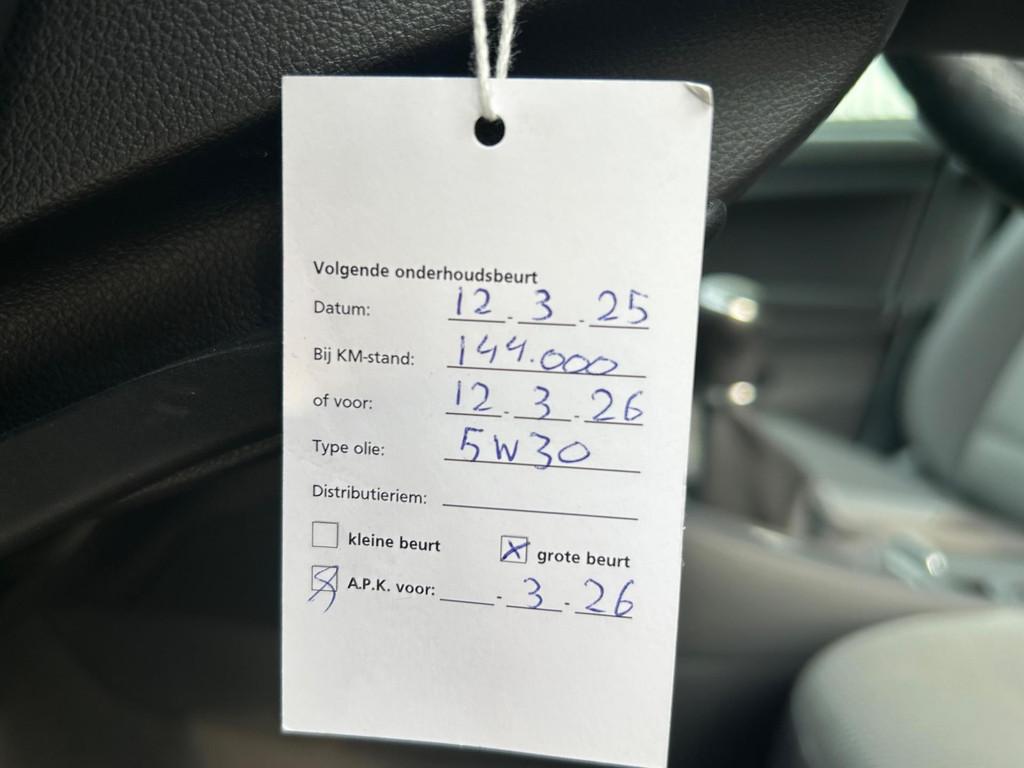 Volgende onderhoudsbeurt
Datum: 12.3.25
Bij KM-stand: 144.000
of voor: 12.3.26
Type olie: 5W30
Distributieriem:
kleine beurt grote beurt
A.P.K. voor: -3.26